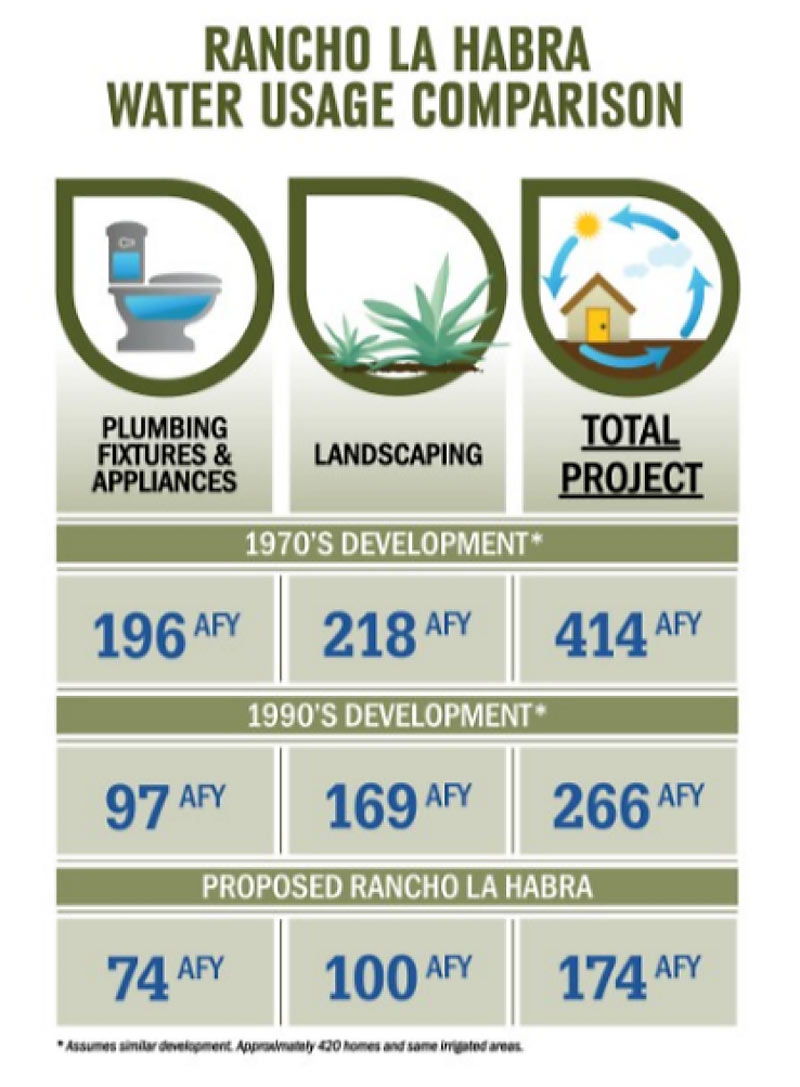 RANCHO LA HABRA
WATER USAGE COMPARISON
PLUMBING
FIXTURES &
APPLIANCES
LANDSCAPING
TOTAL
PROJECT
1970'S DEVELOPMENT*
196 AFY 218 AFY 414 AFY
1990'S DEVELOPMENT*
97 AFY 169 AFY 266 AFY
PROPOSED RANCHO LA HABRA
74 AFY 100 AFY 174 AFY
* Assumes similar development. Approximately 420 homes and same irrigated areas.